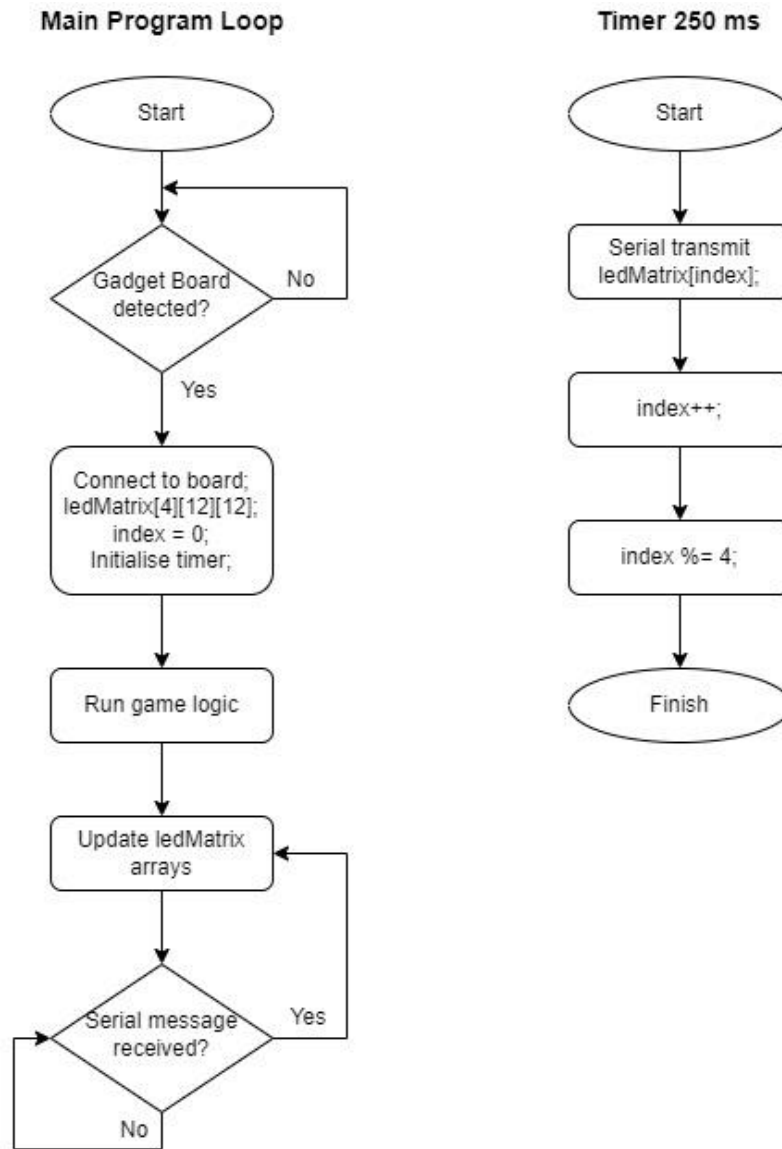 Main Program Loop
Start
Gadget Board
detected?
No
Yes
Connect to board;
ledMatrix[4][12][12];
index = 0;
Initialise timer;
Run game logic
Update ledMatrix
arrays
Serial message
received?
Yes
No
Timer 250 ms
Start
Serial transmit
ledMatrix[index];
index++;
index %= 4;
Finish